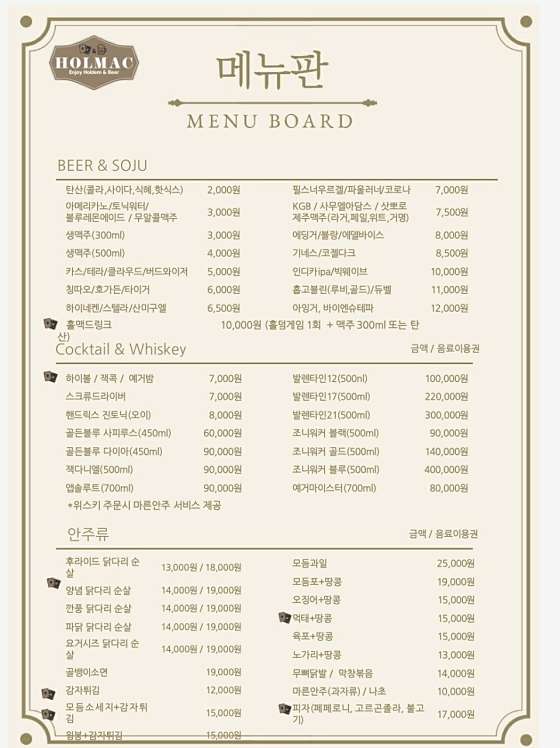 HOLMAC
Enjoy Holdem & Beer
메뉴판
MENU BOARD
BEER & SOJU
탄산(콜라,사이다,식혜,핫식스) 2,000원
아메리카노/토닉워터/
블루레몬에이드 / 무알콜맥주 3,000원
생맥주(300ml) 3,000원
생맥주(500ml) 4,000원
카스/테라/클라우드/버드와이저 5,000원
칭따오/호가든/타이거 6,000원
하이네켄/스텔라/산미구엘 6,500원
필스너우르겔/파울러너/코로나 7,000원
KGB / 사무엘아담스 / 삿뽀로
제주맥주(라거,페일,위트,거멍) 7,500원
에딩거/블랑/에델바이스 8,000원
기네스/코젤다크 8,500원
인디카ipa/빅웨이브 10,000원
홉고블린(루비,골드)/듀벨 11,000원
아잉거, 바이엔슈테파 12,000원
홀맥드링크 10,000원 (홀덤게임 1회 + 맥주 300ml 또는 탄
산)
Cocktail & Whiskey 금액 / 음료이용권
하이볼 / 잭콕 / 예거밤 7,000원
스크류드라이버 7,000원
핸드릭스 진토닉(오이) 8,000원
골든블루 사피루스(450ml) 60,000원
골든블루 다이아(450ml) 90,000원
잭다니엘(500ml) 90,000원
앱솔루트(700ml) 90,000원
*위스키 주문시 마른안주 서비스 제공
발렌타인12(500nl) 100,000원
발렌타인17(500ml) 220,000원
발렌타인21(500ml) 300,000원
조니워커 블랙(500ml) 90,000원
조니워커 골드(500ml) 140,000원
조니워커 블루(500ml) 400,000원
예거마이스터(700ml) 80,000원
안주류 금액 / 음료이용권
후라이드 닭다리 순
살 13,000원 / 18,000원
양념 닭다리 순살 14,000원 / 19,000원
깐풍 닭다리 순살 14,000원 / 19,000원
파닭 닭다리 순살 14,000원 / 19,000원
요거시즈 닭다리 순
살 14,000원 / 19,000원
골뱅이소면 19,000원
감자튀김 12,000원
모듬소세지+감자튀
김 15,000원
윙봉+감자튀김 15,000원
모듬과일 25,000원
모듬포+땅콩 19,000원
오징어+땅콩 15,000원
먹태+땅콩 15,000원
육포+땅콩 15,000원
노가리+땅콩 13,000원
무뼈닭발 / 막창볶음 14,000원
마른안주(과자류) / 나초 10,000원
피자(페페로니, 고르곤졸라, 불고
기) 17,000원